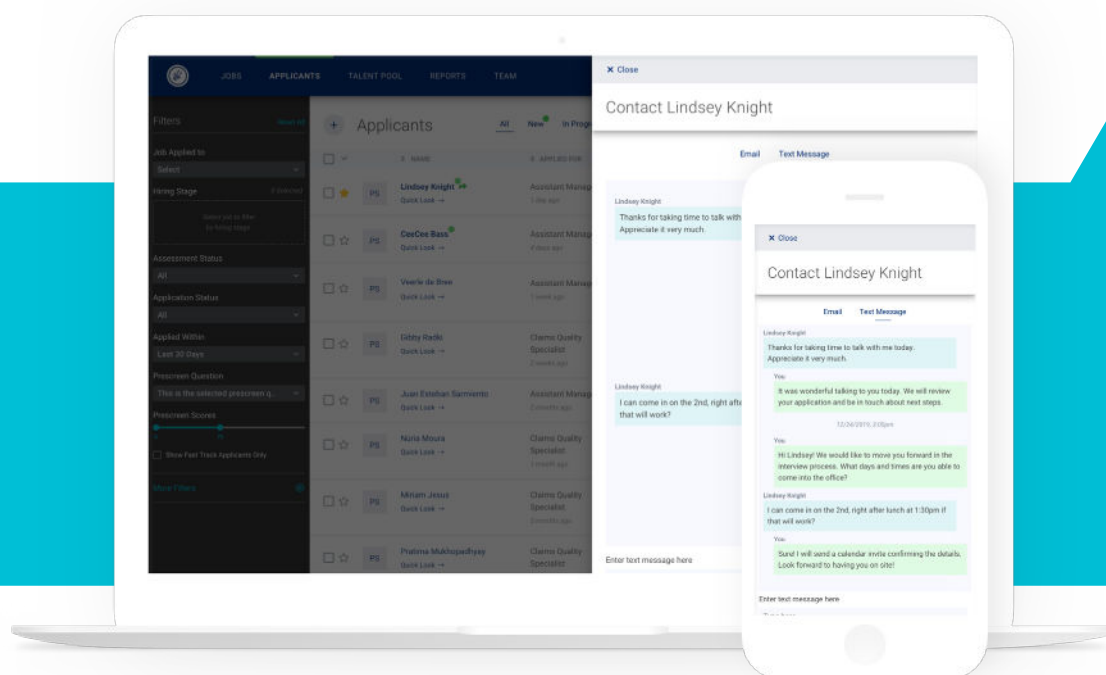 JOBS
APPLICANTS
TALENT POOL
REPORTS
TEAM
Filters
Reset All
Job Applied to
Select
Hiring Stage
Assessment Status
All
Application Status
All
Applied Within
Last 30 Days
Prescreen Question
This is the selected prescreen q..
Prescreen Scores
Show Fast Track Applicants Only
More Filters
+ Applicants
All
New
In Progr
NAME
APPLIED FOR
PS
Lindsey Knight
Quick Look →
Assistant Manag
1 day ago
PS
CeeCee Bass
Quick Look →
Assistant Manag
PS
Veerle de Bree
Quick Look →
Assistant Manag
1 week ago
PS
Gibby Radki
Quick Look →
Claims Quality
Specialist
2 weeks ago
PS
Juan Esteban Sarmiento
Quick Look →
Assistant Manag
PS
Núria Moura
Quick Look →
Claims Quality
Specialist
PS
Miriam Jesus
Quick Look →
Claims Quality
Specialist
PS
Pratima Mukhopadhyay
Quick Look →
Claims Quality
Specialist
× Close
Contact Lindsey Knight
Email
Text Message
Lindsey Knight
Thanks for taking time to talk with
Appreciate it very much.
Lindsey Knight
I can come in on the 2nd, right afte
that will work?
Enter text message here
× Close
Contact Lindsey Knight
Email
Text Message
Lindsey Knight
Thanks for taking time to talk with me today.
Appreciate it very much.
You
It was wonderful talking to you today. We will review
your application and be in touch about next steps.
You
Hi Lindsey! We would like to move you forward in the
interview process. What days and times are you able to
come into the office?
Lindsey Knight
I can come in on the 2nd, right after lunch at 1:30pm if
that will work?
You
Sure! I will send a calendar invite confirming the details.
Look forward to having you on site!
Enter text message here